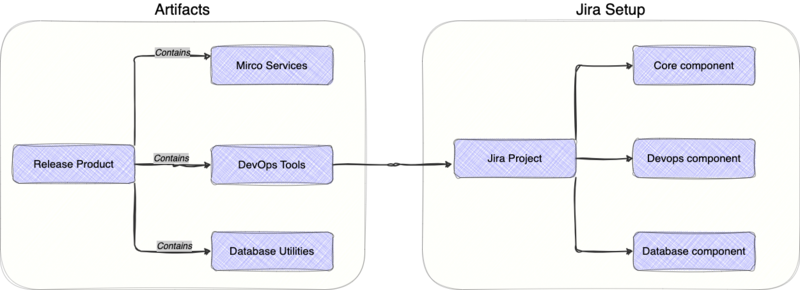 Artifacts
Jira Setup
Contains
Mirco Services
Core component
Release Product
Contains
DevOps Tools
Jira Project
Devops component
Contains
Database Utilities
Database component